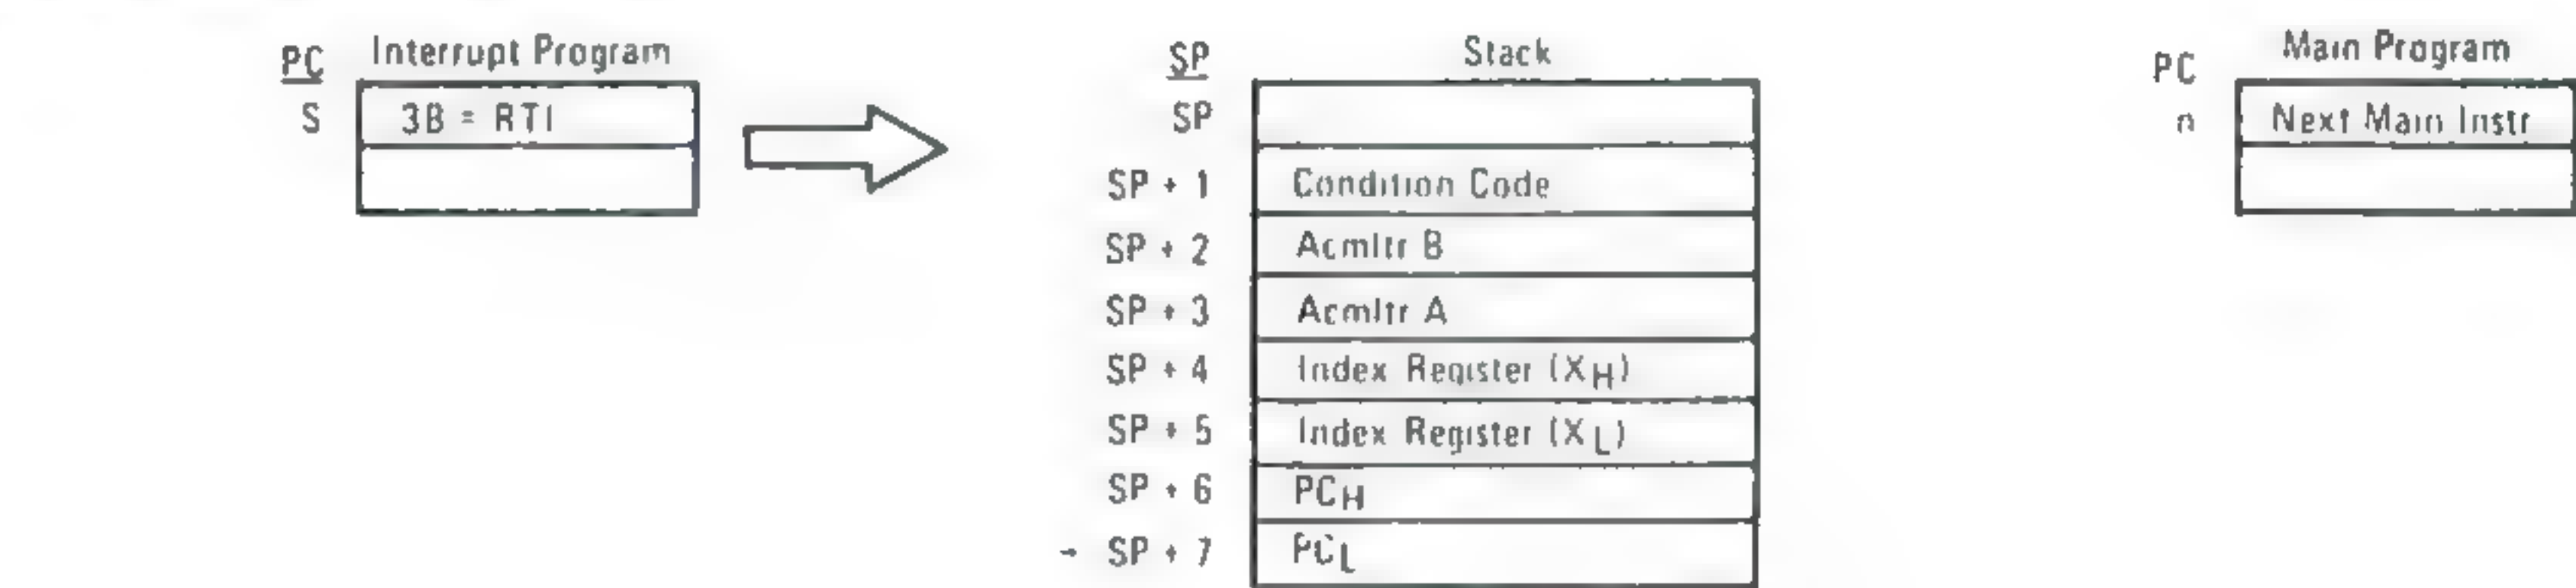 PC Interrupt Program
S 3B = RTI
SP Stack
SP
SP + 1 Condition Code
SP + 2 Acmltr B
SP + 3 Acmltr A
SP + 4 Index Register (XH)
SP + 5 Index Register (XL)
SP + 6 PCH
→ SP + 7 PCL
PC Main Program
n Next Main Instr